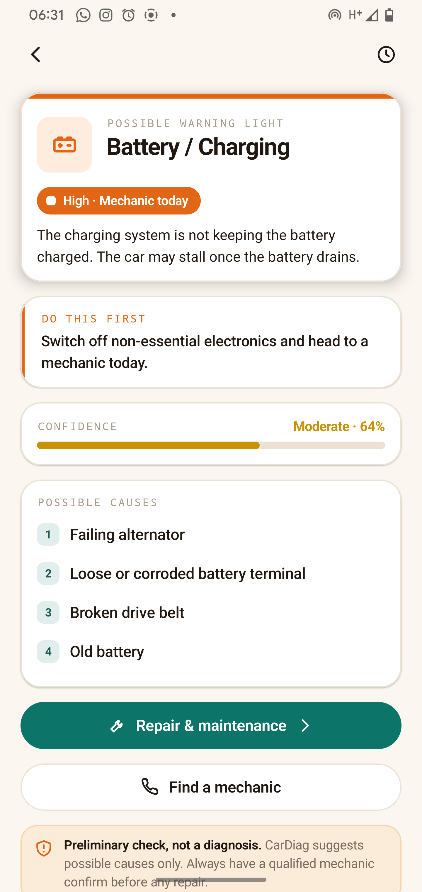 06:31
H+
POSSIBLE WARNING LIGHT
Battery / Charging
High · Mechanic today
The charging system is not keeping the battery
charged. The car may stall once the battery drains.
DO THIS FIRST
Switch off non-essential electronics and head to a
mechanic today.
CONFIDENCE
Moderate · 64%
POSSIBLE CAUSES
1 Failing alternator
2 Loose or corroded battery terminal
3 Broken drive belt
4 Old battery
Repair & maintenance
Find a mechanic
Preliminary check, not a diagnosis. CarDiag suggests
possible causes only. Always have a qualified mechanic
confirm before any repair.